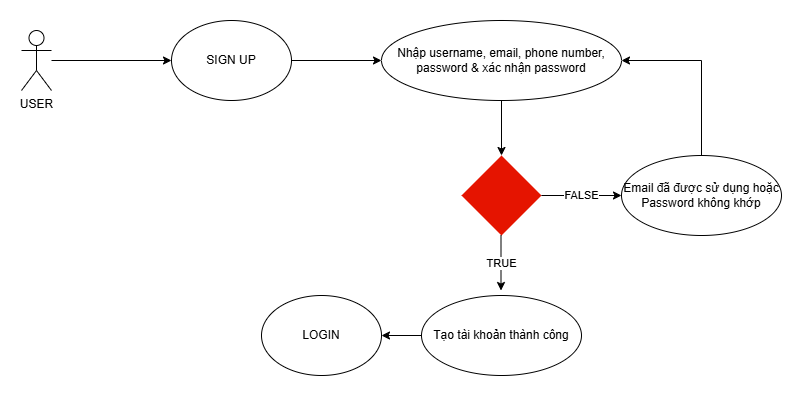 USER
SIGN UP
Nhập username, email, phone number,
password & xác nhận password
FALSE
Email đã được sử dụng hoặc
Password không khớp
TRUE
LOGIN
Tạo tài khoản thành công